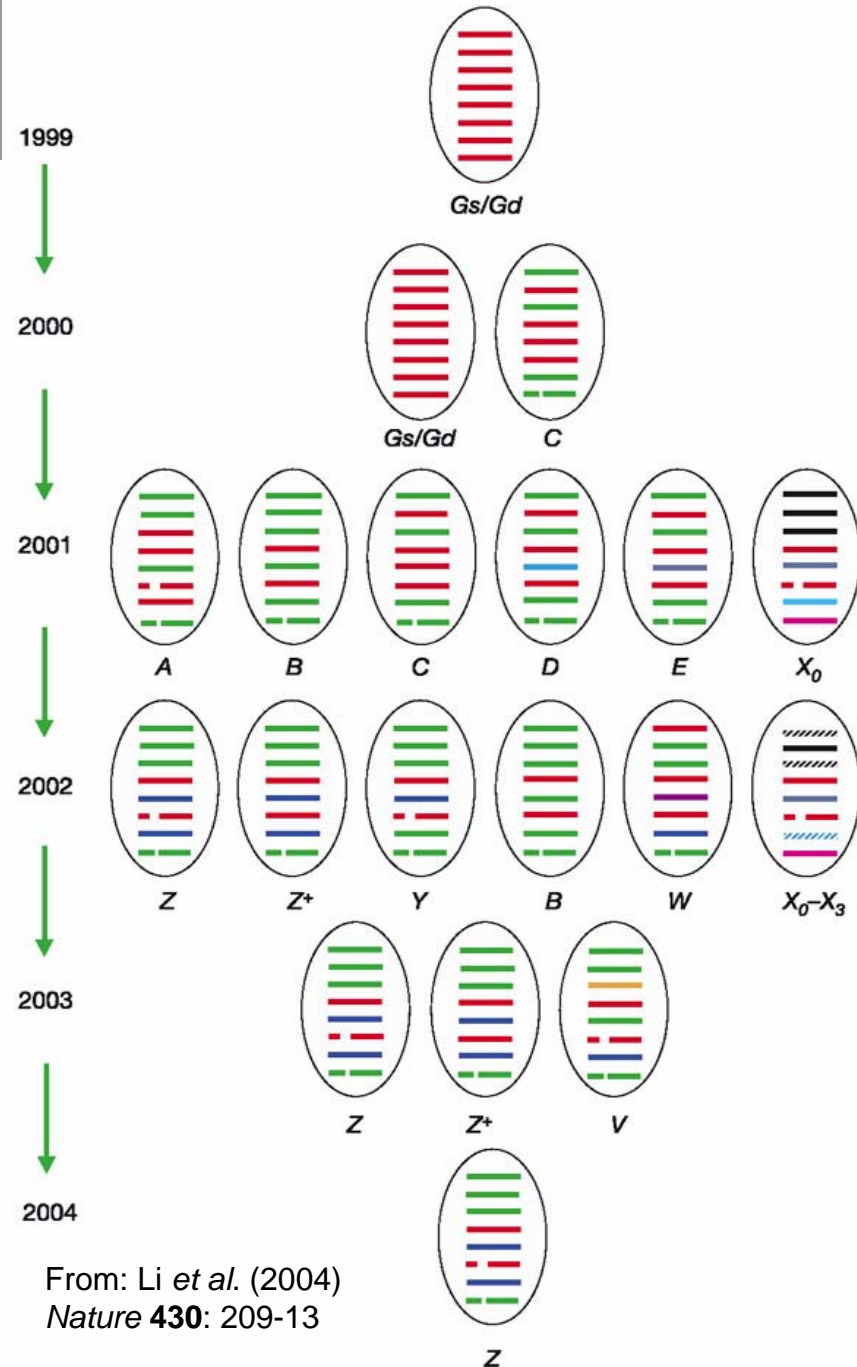 1999
Gs/Gd
2000
Gs/Gd C
2001
A B C D E X₀
2002
Z Z⁺ Y B W X₀–X₃
2003
Z Z⁺ V
2004
Z
From: Li et al. (2004)
Nature 430: 209-13